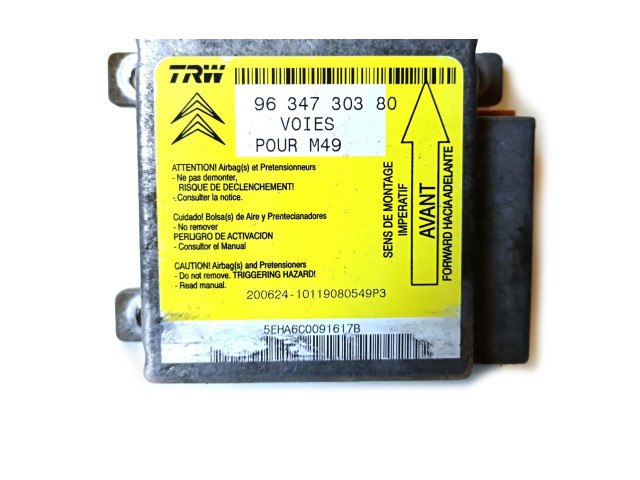 TRW
96 347 303 80
VOIES
POUR M49
ATTENTION! Airbag(s) et Pretensionneurs
- Ne pas demonter,
RISQUE DE DECLENCHEMENT!
-.Consulter la notice.
Cuidado! Bolsa(s) de Aire y Prentecianadores
- No remover
PERLIGRO DE ACTIVACION
- Consultor el Manual
CAUTION! Airbag(s) and Pretensioners
- Do not remove. TRIGGERING HAZARD!
- Read manual.
200624-10119080549P3
SENS DE MONTAGE
IMPERATIF
AVANT
FORWARD HACIA ADELANTE
5EHA6C0091617B